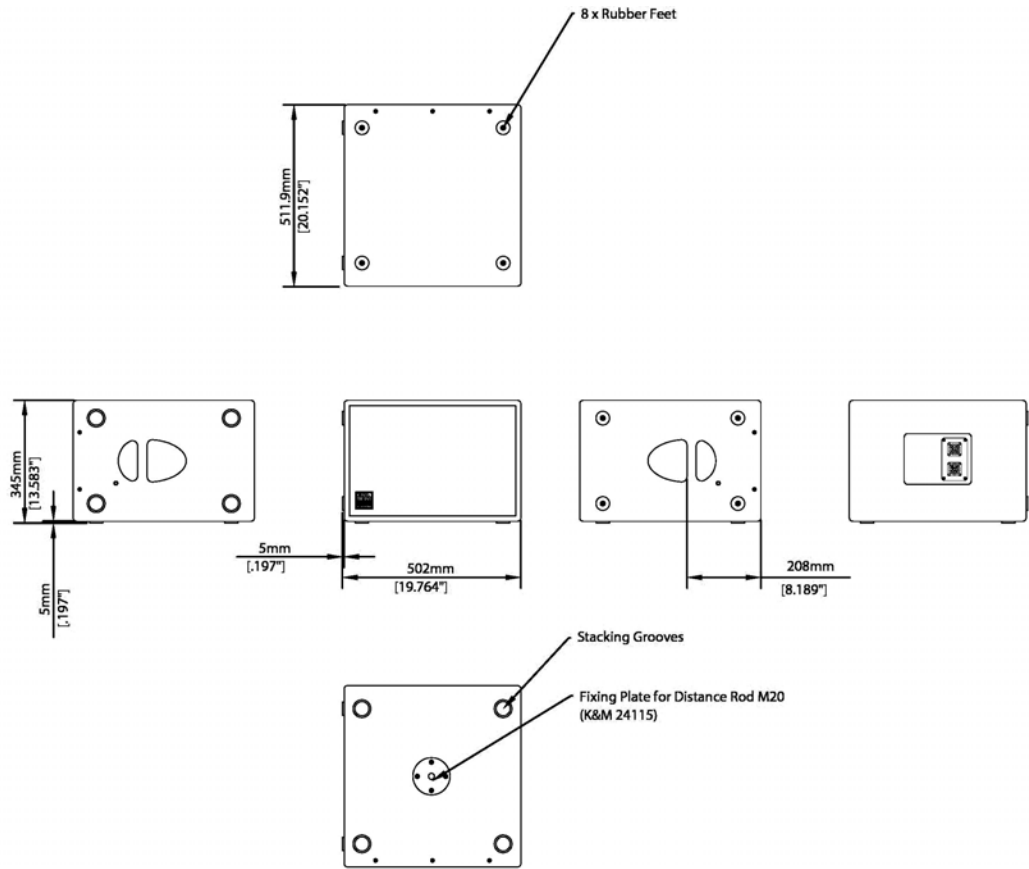 8 x Rubber Feet
511.9mm
[20.152"]
345mm
[13.583"]
5mm
[.197"]
5mm
[.197"]
502mm
[19.764"]
208mm
[8.189"]
Stacking Grooves
Fixing Plate for Distance Rod M20
(K&M 24115)